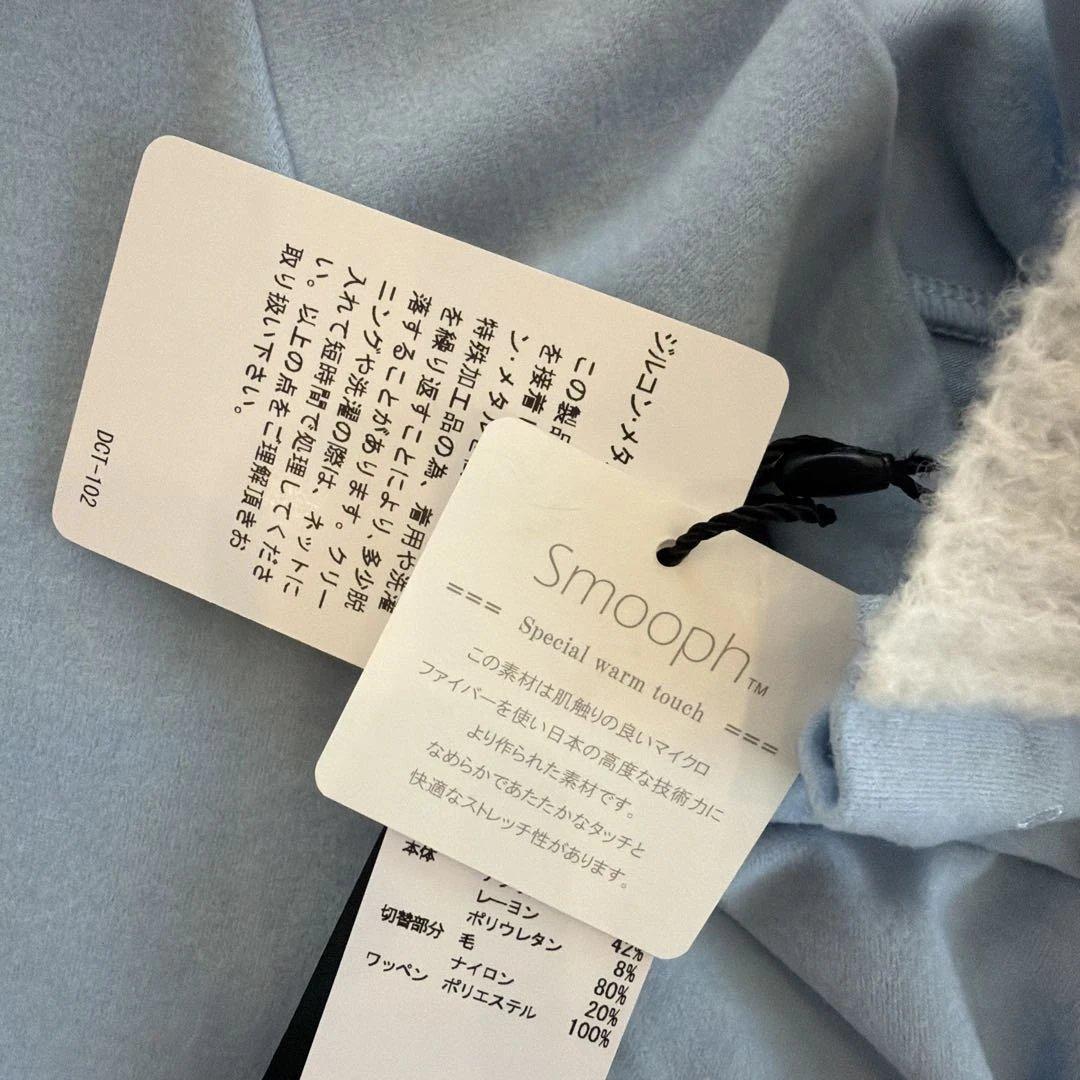 ジルコン・メタ
この製品
を接着
ン・メタル
特殊加工品の為、着用や洗濯
を繰り返すことにより、多少脱
落することがあります。クリー
ニングや洗濯の際は、ネットに
入れて短時間で処理してくださ
い。以上の点をご理解頂きお
取り扱い下さい。
DCT-102
Smooph™
=== Special warm touch ===
この素材は肌触りの良いマイクロ
ファイバーを使い日本の高度な技術力に
より作られた素材です。
なめらかであたたかなタッチと
快適なストレッチ性があります。
本体
レーヨン 42%
ポリウレタン 8%
切替部分 毛 80%
ナイロン 20%
ワッペン ポリエステル 100%